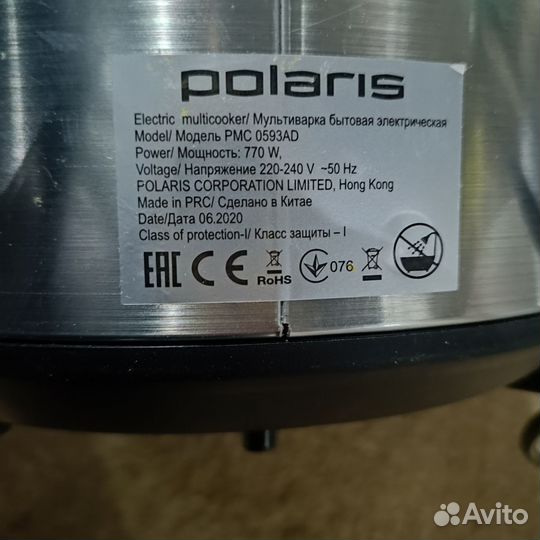 polaris
Electric multicooker/ Мультиварка бытовая электрическая
Model/ Модель PMC 0593AD
Power/ Мощность: 770 W,
Voltage/ Напряжение 220-240 V ~50 Hz
POLARIS CORPORATION LIMITED, Hong Kong
Made in PRC/ Сделано в Китае
Date/Дата 06.2020
Class of protection-I/ Класс защиты – I
EAC CE RoHS 076
Avito